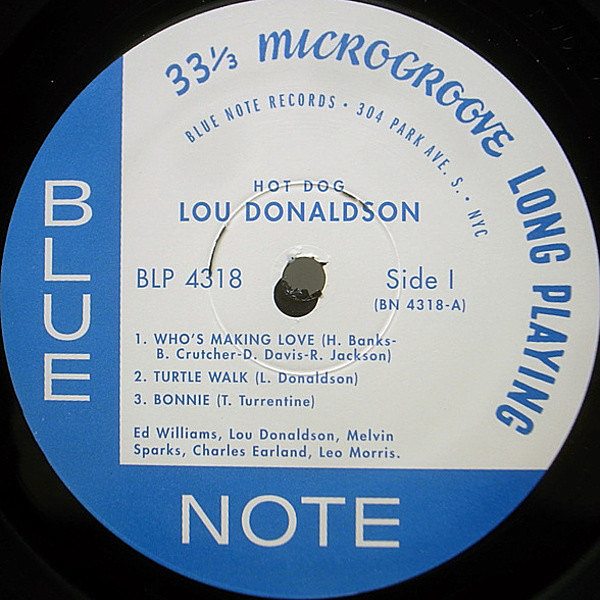 33⅓ MICROGROOVE LONG PLAYING
BLUE NOTE RECORDS • 304 PARK AVE. S. • NYC
HOT DOG
LOU DONALDSON
BLP 4318
Side I
(BN 4318-A)
1. WHO'S MAKING LOVE (H. Banks-
B. Crutcher-D. Davis-R. Jackson)
2. TURTLE WALK (L. Donaldson)
3. BONNIE (T. Turrentine)
Ed Williams, Lou Donaldson, Melvin
Sparks, Charles Earland, Leo Morris.
BLUE
NOTE